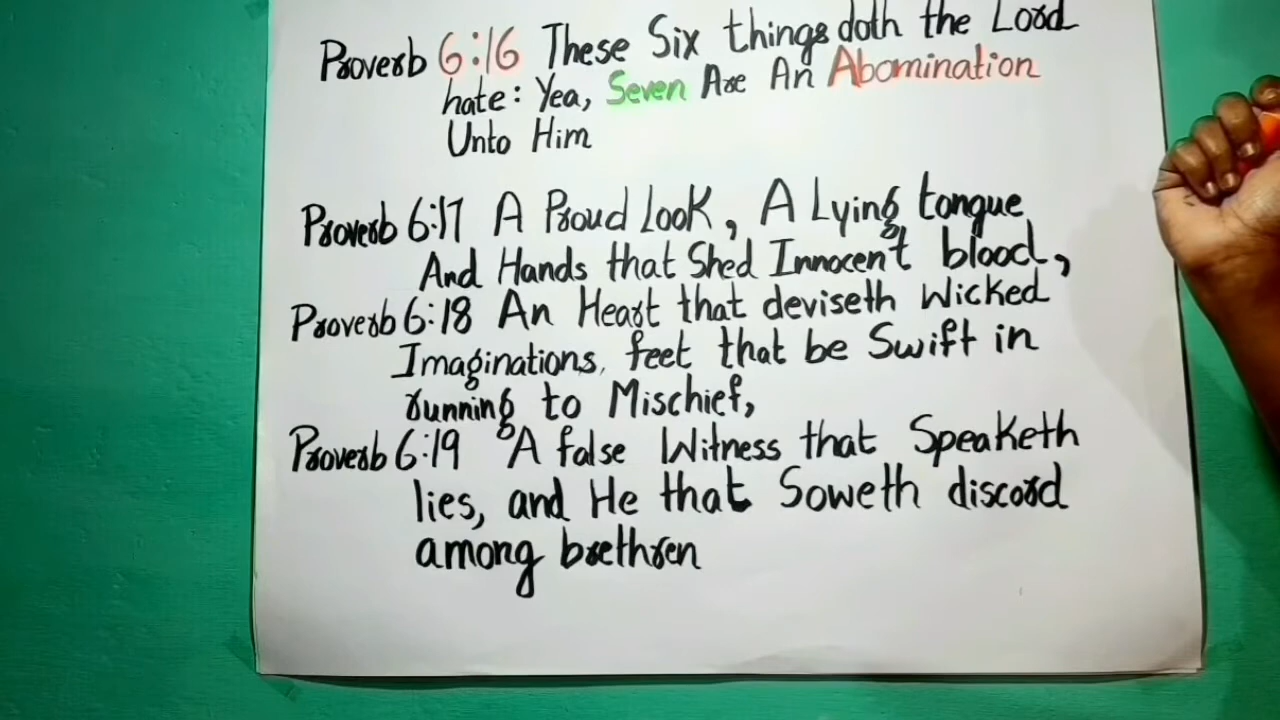 Proverb 6:16 These Six things doth the Lord
hate: Yea, Seven Are An Abomination
Unto Him
Proverb 6:17 A Proud Look, A Lying tongue
And Hands that Shed Innocent blood,
Proverb 6:18 An Heart that deviseth Wicked
Imaginations, feet that be Swift in
running to Mischief,
Proverb 6:19 A false Witness that Speaketh
lies, and He that Soweth discord
among brethren